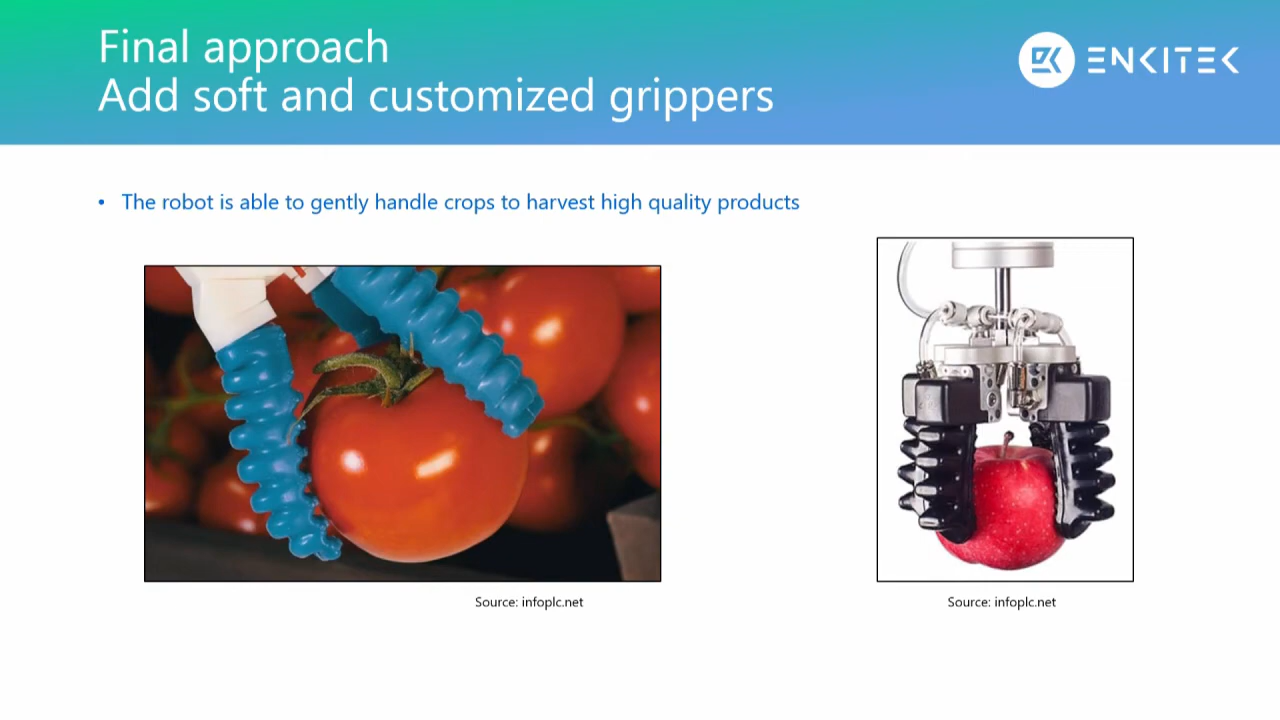 Final approach
Add soft and customized grippers
ENKITEK
• The robot is able to gently handle crops to harvest high quality products
Source: infoplc.net
Source: infoplc.net